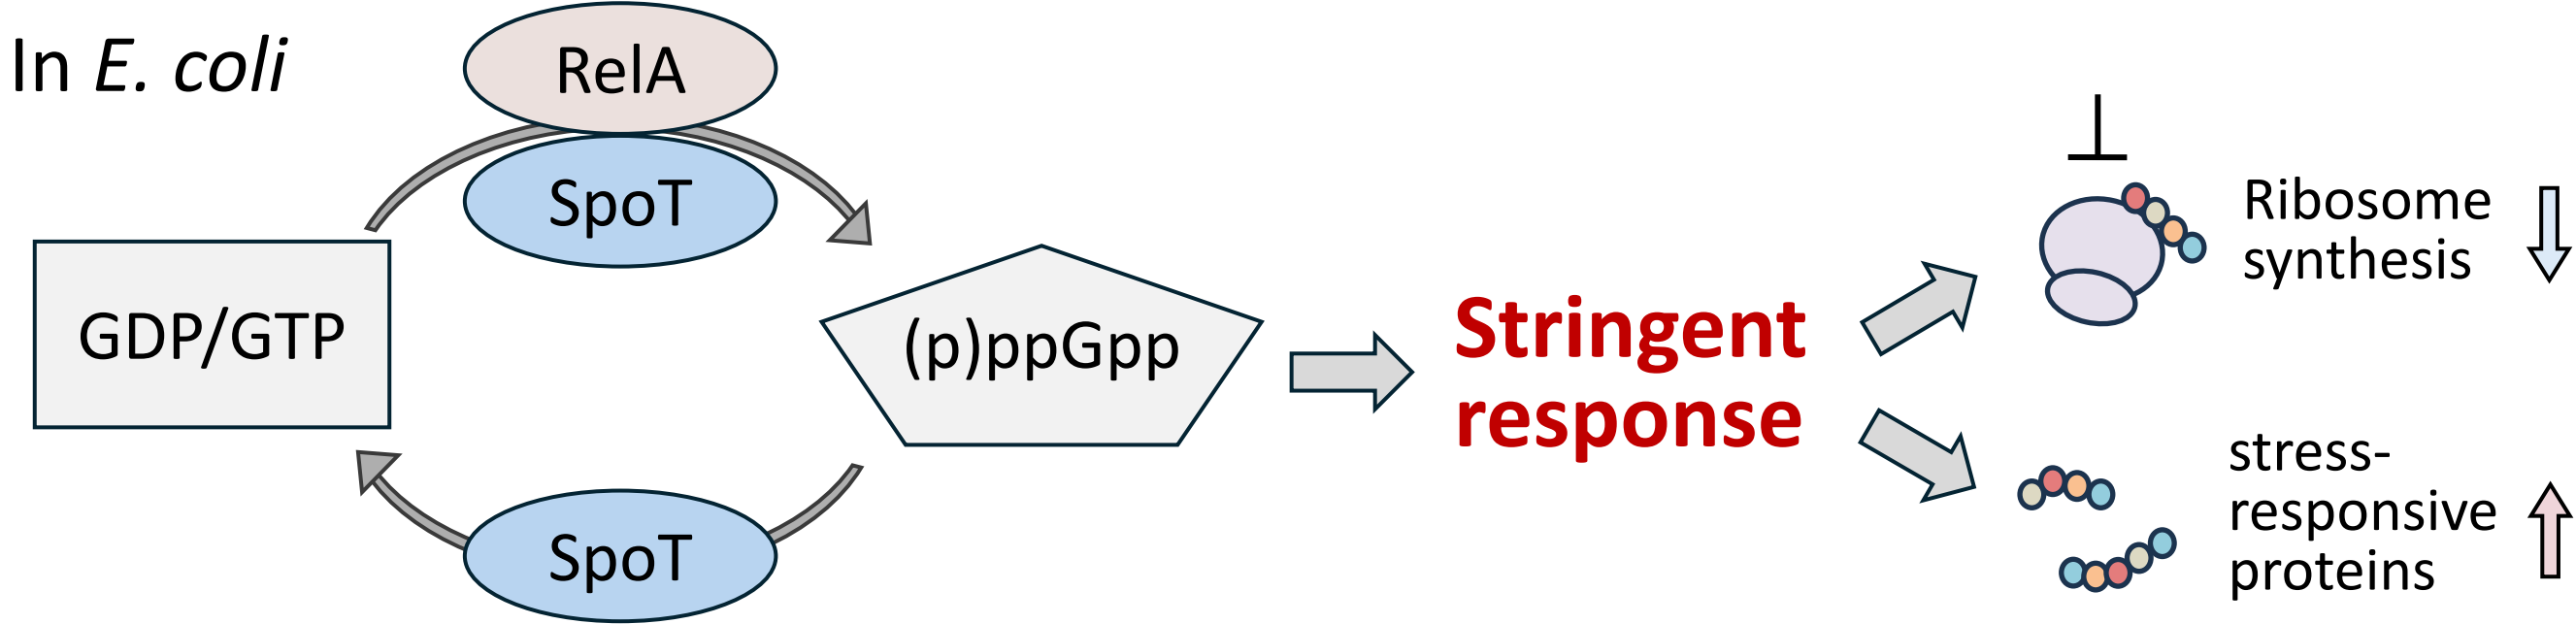 In E. coli
RelA
SpoT
GDP/GTP
(p)ppGpp
SpoT
Stringent
response
Ribosome
synthesis
stress-
responsive
proteins